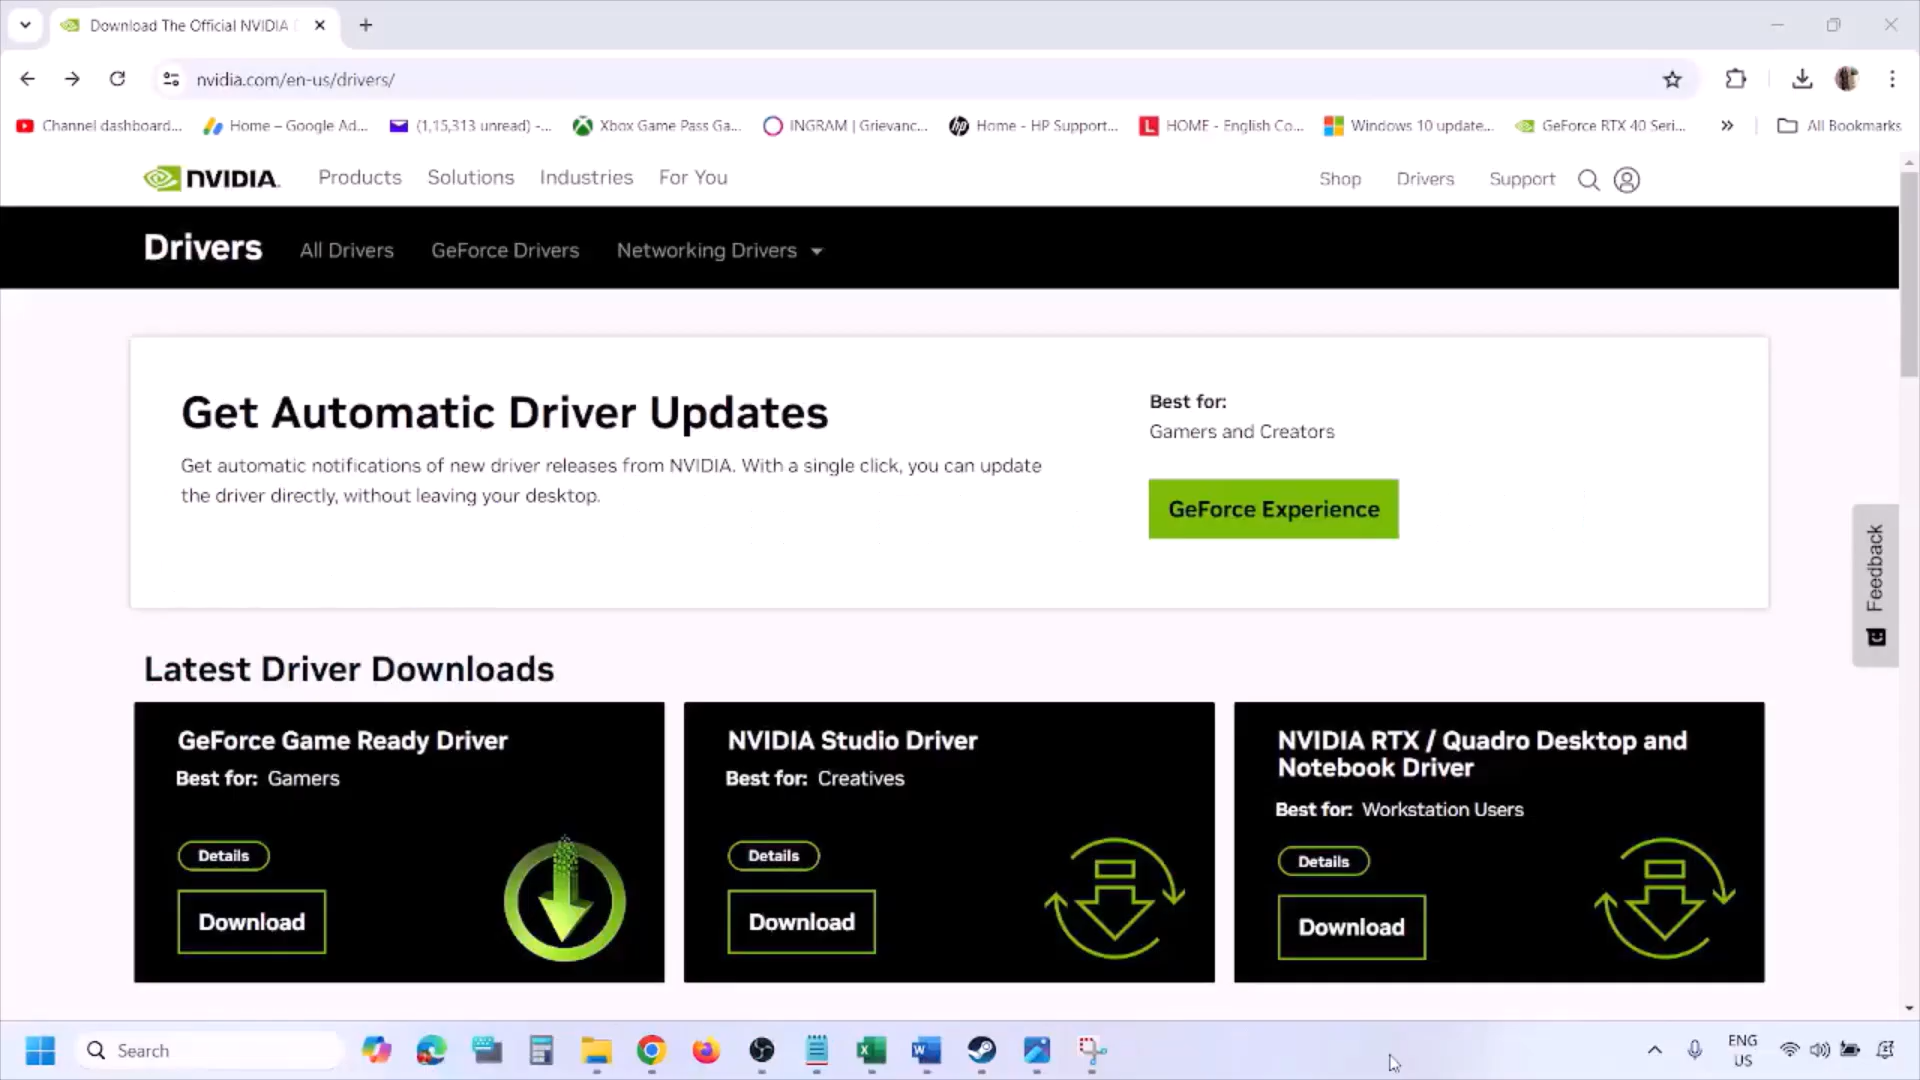 Download The Official NVIDIA
nvidia.com/en-us/drivers/
Channel dashboard...
Home – Google Ad...
(1,15,313 unread) -...
Xbox Game Pass Ga...
INGRAM | Grievanc...
Home - HP Support...
HOME - English Co...
Windows 10 update...
GeForce RTX 40 Seri...
All Bookmarks
NVIDIA.
Products
Solutions
Industries
For You
Shop
Drivers
Support
Drivers
All Drivers
GeForce Drivers
Networking Drivers
Get Automatic Driver Updates
Get automatic notifications of new driver releases from NVIDIA. With a single click, you can update
the driver directly, without leaving your desktop.
Best for:
Gamers and Creators
GeForce Experience
Feedback
Latest Driver Downloads
GeForce Game Ready Driver
Best for: Gamers
Details
Download
NVIDIA Studio Driver
Best for: Creatives
Details
Download
NVIDIA RTX / Quadro Desktop and
Notebook Driver
Best for: Workstation Users
Details
Download
Search
ENG
US